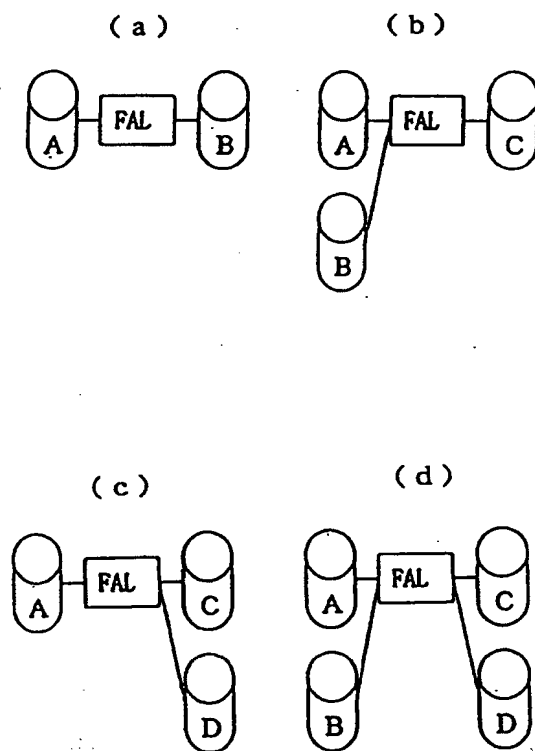 (a) (b)
A FAL B A FAL C
B
(c) (d)
A FAL C A FAL C
D B D